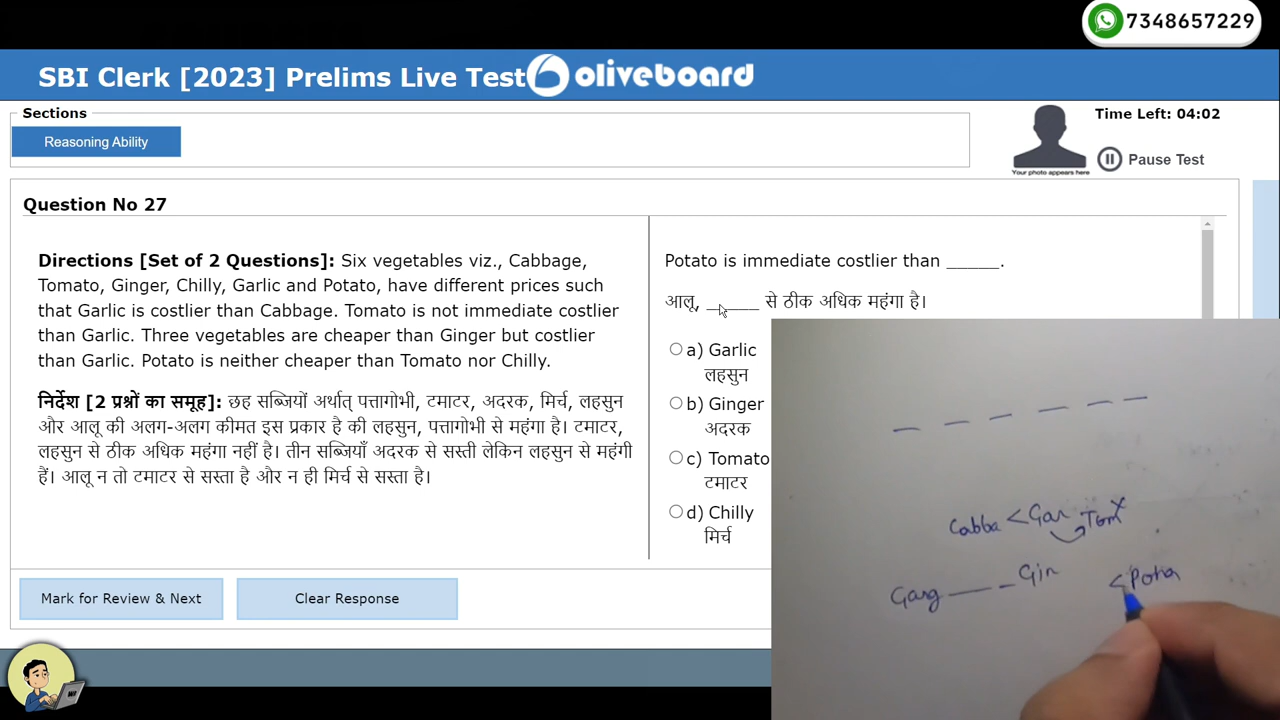 7348657229
SBI Clerk [2023] Prelims Live Test oliveboard
Sections
Reasoning Ability
Your photo appears here
Time Left: 04:02
Pause Test
Question No 27
Directions [Set of 2 Questions]: Six vegetables viz., Cabbage,
Tomato, Ginger, Chilly, Garlic and Potato, have different prices such
that Garlic is costlier than Cabbage. Tomato is not immediate costlier
than Garlic. Three vegetables are cheaper than Ginger but costlier
than Garlic. Potato is neither cheaper than Tomato nor Chilly.
निर्देश [2 प्रश्नों का समूह]: छह सब्जियों अर्थात् पत्तागोभी, टमाटर, अदरक, मिर्च, लहसुन
और आलू की अलग-अलग कीमत इस प्रकार है की लहसुन, पत्तागोभी से महंगा है। टमाटर,
लहसुन से ठीक अधिक महंगा नहीं है। तीन सब्जियाँ अदरक से सस्ती लेकिन लहसुन से महंगी
हैं। आलू न तो टमाटर से सस्ता है और न ही मिर्च से सस्ता है।
Potato is immediate costlier than _____.
आलू, _____ से ठीक अधिक महंगा है।
a) Garlic
लहसुन
b) Ginger
अदरक
c) Tomato
टमाटर
d) Chilly
मिर्च
Mark for Review & Next
Clear Response
Cabba < Gar Tom x
Garg — – – Gin
< Pota